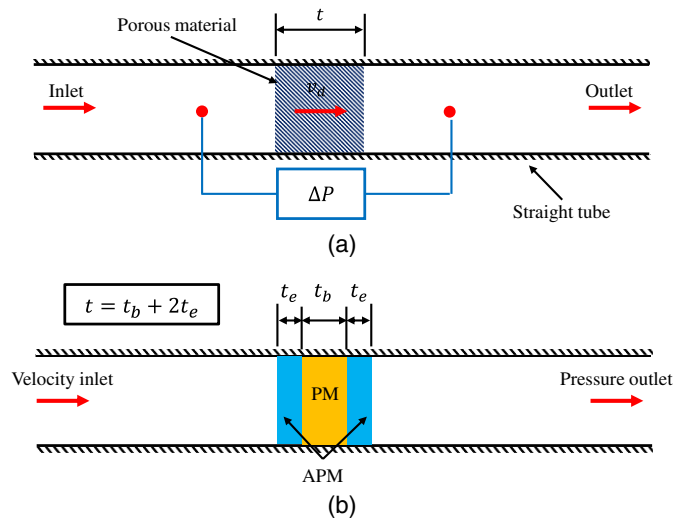 t
Porous material
Inlet
v_d
Outlet
ΔP
Straight tube
(a)
t = t_b + 2t_e
t_e t_b t_e
Velocity inlet
PM
Pressure outlet
APM
(b)